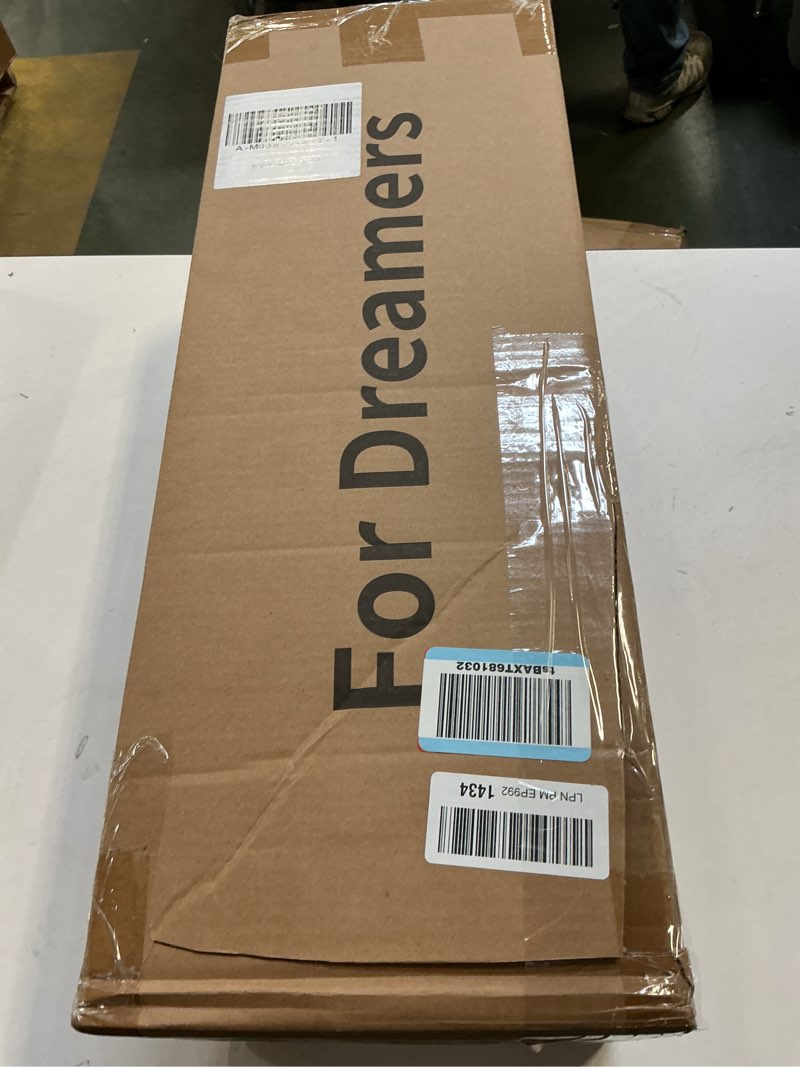 For Dreamers
tsBAXT681032
LPN PM EP992 1434